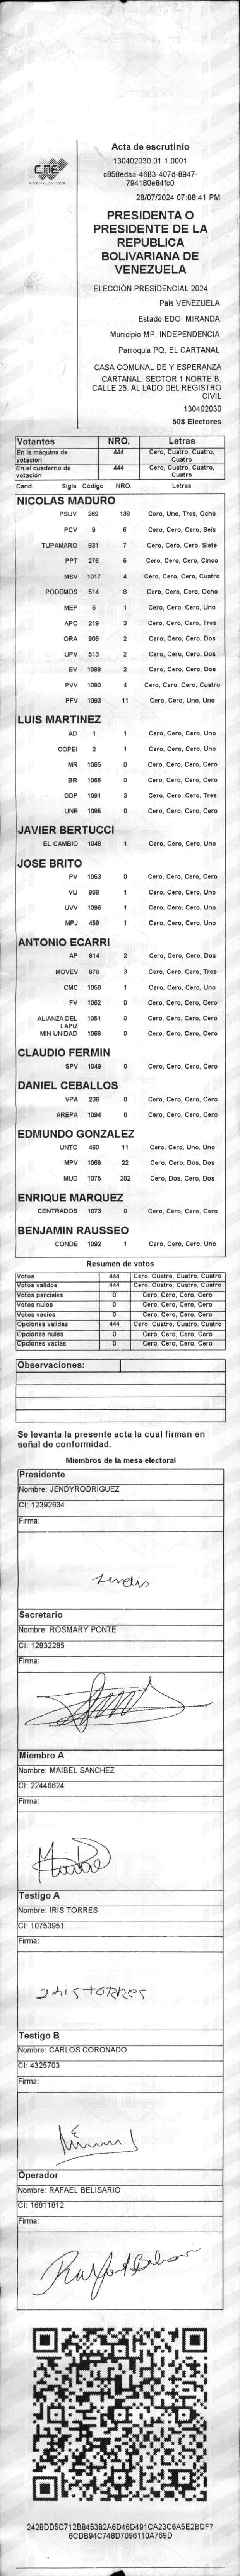 Acta de escrutinio
130402030.01.1.0001
c858edaa-4683-407d-8947-
794180e84fc0
28/07/2024 07:08:41 PM
CNE
PRESIDENTA O
PRESIDENTE DE LA
REPUBLICA
BOLIVARIANA DE
VENEZUELA
ELECCIÓN PRESIDENCIAL 2024
País VENEZUELA
Estado EDO. MIRANDA
Municipio MP. INDEPENDENCIA
Parroquia PQ. EL CARTANAL
CASA COMUNAL DE Y ESPERANZA
CARTANAL, SECTOR 1 NORTE B,
CALLE 25. AL LADO DEL REGISTRO
CIVIL
130402030
508 Electores
Votantes NRO. Letras
En la máquina de votación 444 Cero, Cuatro, Cuatro, Cuatro
En el cuaderno de votación 444 Cero, Cuatro, Cuatro, Cuatro
Cand. Sigla Código NRO. Letras
NICOLAS MADURO
PSUV 269 138 Cero, Uno, Tres, Ocho
PCV 9 6 Cero, Cero, Cero, Seis
TUPAMARO 931 7 Cero, Cero, Cero, Siete
PPT 276 5 Cero, Cero, Cero, Cinco
MSV 1017 4 Cero, Cero, Cero, Cuatro
PODEMOS 514 8 Cero, Cero, Cero, Ocho
MEP 6 1 Cero, Cero, Cero, Uno
APC 219 3 Cero, Cero, Cero, Tres
ORA 906 2 Cero, Cero, Cero, Dos
UPV 513 2 Cero, Cero, Cero, Dos
EV 1089 2 Cero, Cero, Cero, Dos
PVV 1090 4 Cero, Cero, Cero, Cuatro
PFV 1093 11 Cero, Cero, Uno, Uno
LUIS MARTINEZ
AD 1 1 Cero, Cero, Cero, Uno
COPEI 2 1 Cero, Cero, Cero, Uno
MR 1065 0 Cero, Cero, Cero, Cero
BR 1066 0 Cero, Cero, Cero, Cero
DDP 1091 3 Cero, Cero, Cero, Tres
UNE 1095 0 Cero, Cero, Cero, Cero
JAVIER BERTUCCI
EL CAMBIO 1048 1 Cero, Cero, Cero, Uno
JOSE BRITO
PV 1053 0 Cero, Cero, Cero, Cero
VU 969 1 Cero, Cero, Cero, Uno
UVV 1096 1 Cero, Cero, Cero, Uno
MPJ 458 1 Cero, Cero, Cero, Uno
ANTONIO ECARRI
AP 814 2 Cero, Cero, Cero, Dos
MOVEV 878 3 Cero, Cero, Cero, Tres
CMC 1050 1 Cero, Cero, Cero, Uno
FV 1062 0 Cero, Cero, Cero, Cero
ALIANZA DEL LAPIZ 1051 0 Cero, Cero, Cero, Cero
MIN UNIDAD 1068 0 Cero, Cero, Cero, Cero
CLAUDIO FERMIN
SPV 1049 0 Cero, Cero, Cero, Cero
DANIEL CEBALLOS
VPA 236 0 Cero, Cero, Cero, Cero
AREPA 1094 0 Cero, Cero, Cero, Cero
EDMUNDO GONZALEZ
UNTC 460 11 Cero, Cero, Uno, Uno
MPV 1069 22 Cero, Cero, Dos, Dos
MUD 1075 202 Cero, Dos, Cero, Dos
ENRIQUE MARQUEZ
CENTRADOS 1073 0 Cero, Cero, Cero, Cero
BENJAMIN RAUSSEO
CONDE 1092 1 Cero, Cero, Cero, Uno
Resumen de votos
Votos 444 Cero, Cuatro, Cuatro, Cuatro
Votos validos 444 Cero, Cuatro, Cuatro, Cuatro
Votos parciales 0 Cero, Cero, Cero, Cero
Votos nulos 0 Cero, Cero, Cero, Cero
Votos vacios 0 Cero, Cero, Cero, Cero
Opciones validas 444 Cero, Cuatro, Cuatro, Cuatro
Opciones nulas 0 Cero, Cero, Cero, Cero
Opciones vacias 0 Cero, Cero, Cero, Cero
Observaciones:
Se levanta la presente acta la cual firman en
señal de conformidad.
Miembros de la mesa electoral
Presidente
Nombre: JENDYRODRIGUEZ
CI: 12392634
Firma:
Secretario
Nombre: ROSMARY PONTE
CI: 12832285
Firma:
Miembro A
Nombre: MAIBEL SANCHEZ
CI: 22446624
Firma:
Testigo A
Nombre: IRIS TORRES
CI: 10753951
Firma:
Iris TORRES
Testigo B
Nombre: CARLOS CORONADO
CI: 4325703
Firma:
Operador
Nombre: RAFAEL BELISARIO
CI: 16811812
Firma:
2428DD5C712B845382A6D46D491CA23C8A5E2BDF7
6CDB94C748D7096110A769D